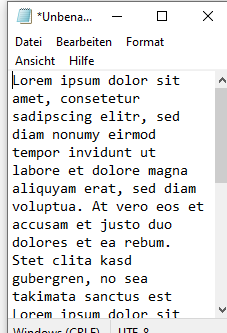 *Unbena...
Datei Bearbeiten Format
Ansicht Hilfe
Lorem ipsum dolor sit
amet, consetetur
sadipscing elitr, sed
diam nonumy eirmod
tempor invidunt ut
labore et dolore magna
aliquyam erat, sed diam
voluptua. At vero eos et
accusam et justo duo
dolores et ea rebum.
Stet clita kasd
gubergren, no sea
takimata sanctus est
Lorem ipsum dolor sit
Windows (CRLF) UTF-8